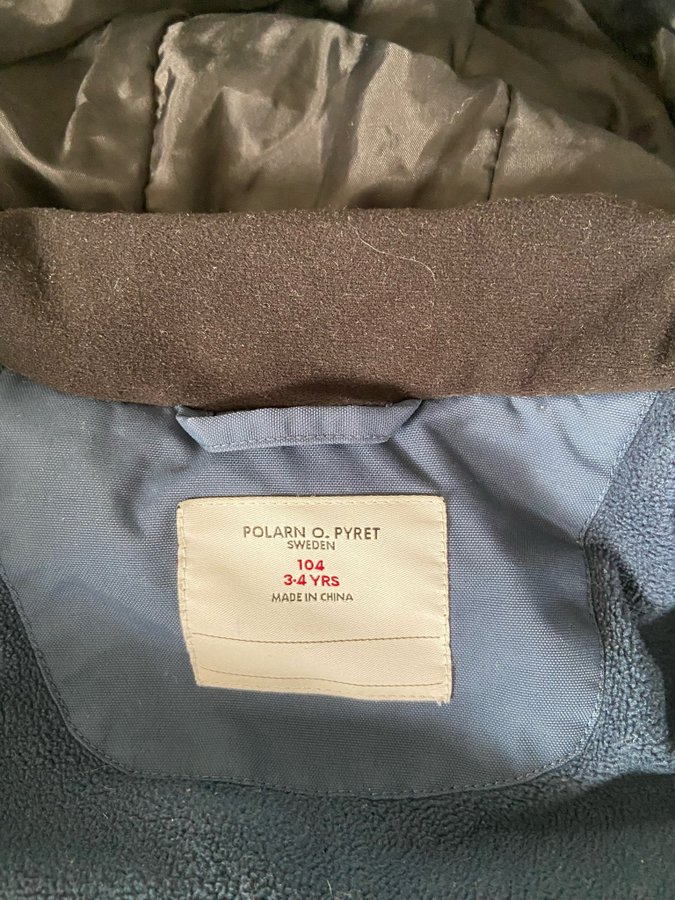 POLARN O. PYRET
SWEDEN
104
3-4 YRS
MADE IN CHINA